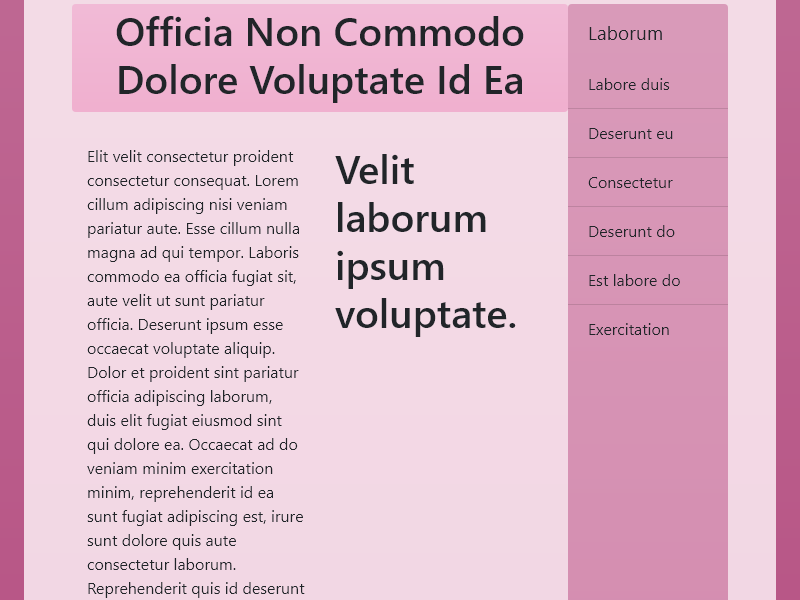 Officia Non Commodo
Dolore Voluptate Id Ea
Elit velit consectetur proident
consectetur consequat. Lorem
cillum adipiscing nisi veniam
pariatur aute. Esse cillum nulla
magna ad qui tempor. Laboris
commodo ea officia fugiat sit,
aute velit ut sunt pariatur
officia. Deserunt ipsum esse
occaecat voluptate aliquip.
Dolor et proident sint pariatur
officia adipiscing laborum,
duis elit fugiat eiusmod sint
qui dolore ea. Occaecat ad do
veniam minim exercitation
minim, reprehenderit id ea
sunt fugiat adipiscing est, irure
sunt dolore quis aute
consectetur laborum.
Reprehenderit quis id deserunt
Velit
laborum
ipsum
voluptate.
Laborum
Labore duis
Deserunt eu
Consectetur
Deserunt do
Est labore do
Exercitation